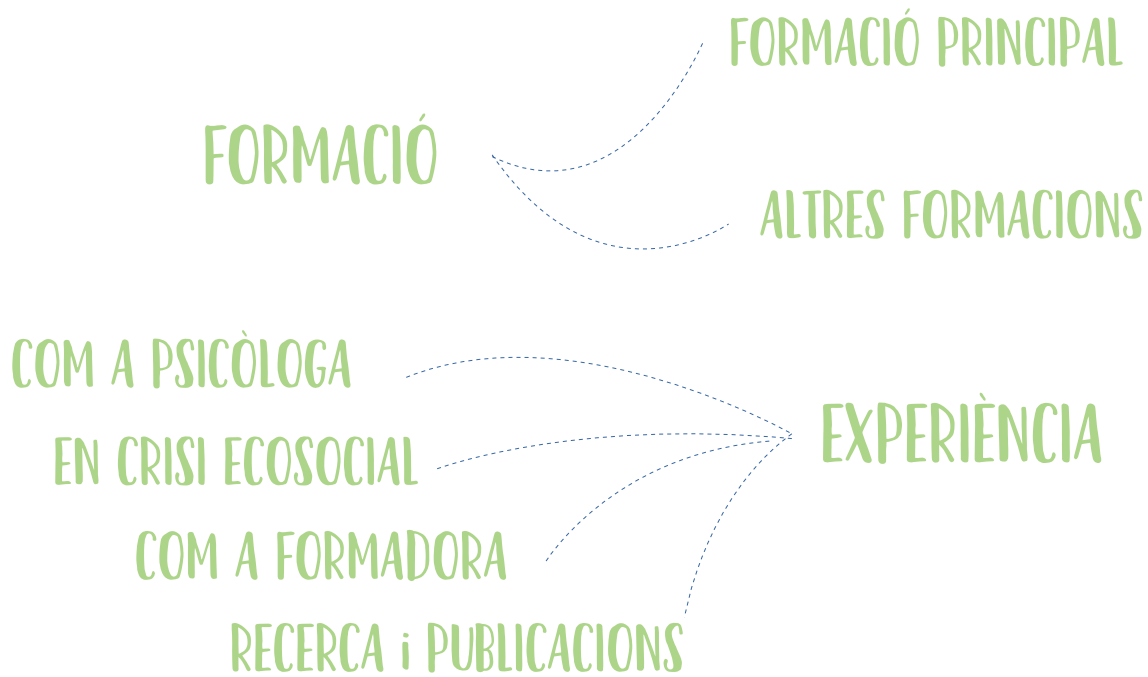 FORMACIÓ PRINCIPAL
FORMACIÓ
ALTRES FORMACIONS
COM A PSICÒLOGA
EXPERIÈNCIA
EN CRISI ECOSOCIAL
COM A FORMADORA
RECERCA i PUBLICACIONS